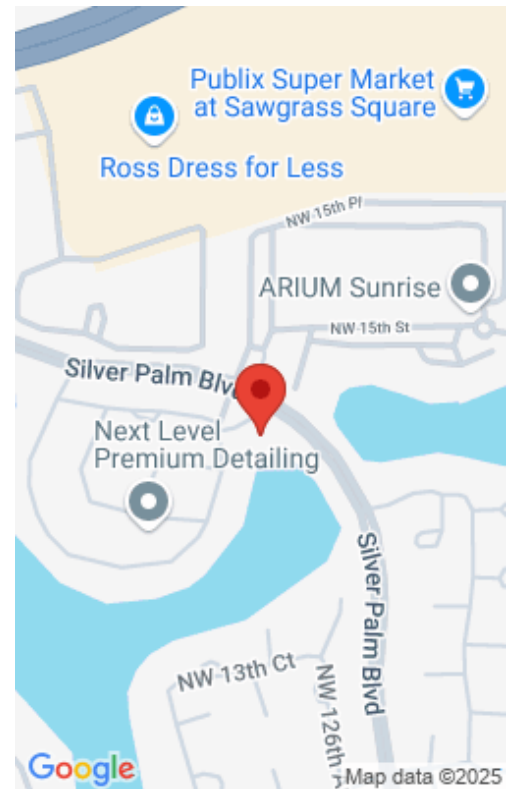 Publix Super Market
at Sawgrass Square
Ross Dress for Less
NW 15th Pl
ARIUM Sunrise
NW 15th St
Silver Palm Blvd
Next Level
Premium Detailing
Silver Palm Blvd
NW 13th Ct
NW 126th A
Google
Map data ©2025